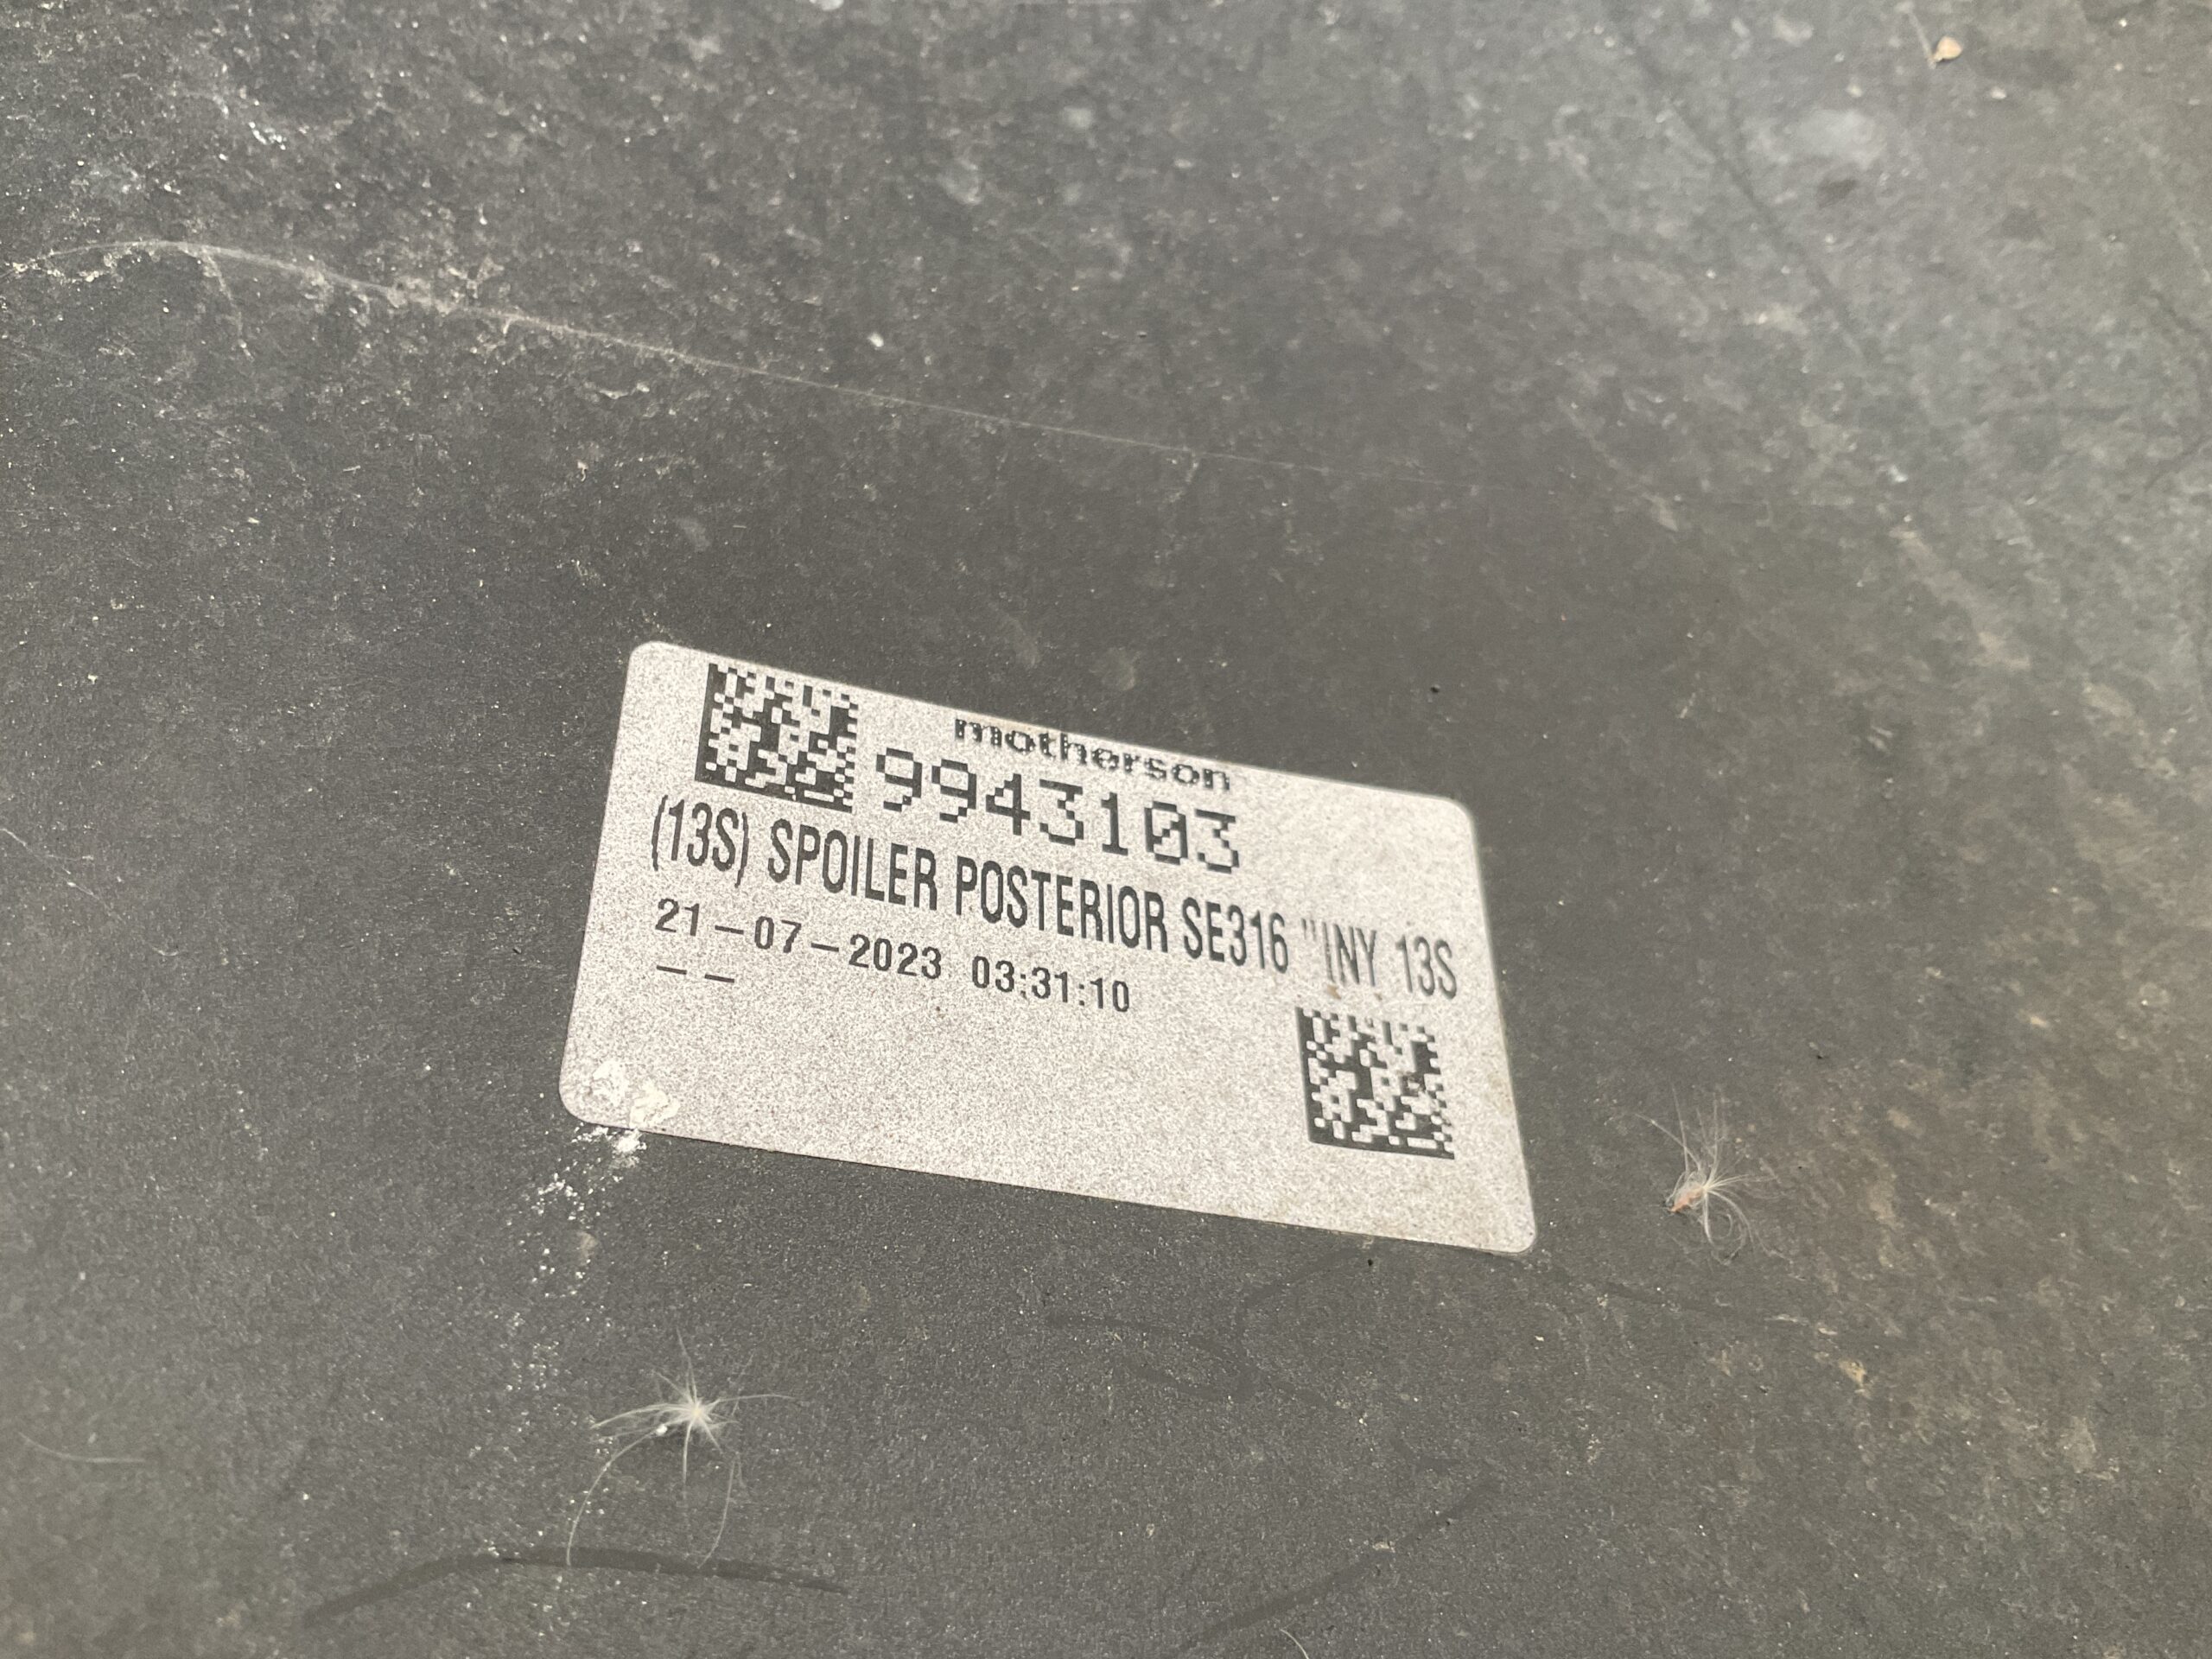 motherson
9943103
(13S) SPOILER POSTERIOR SE316 "INY 13S
21-07-2023 03:31:10
--